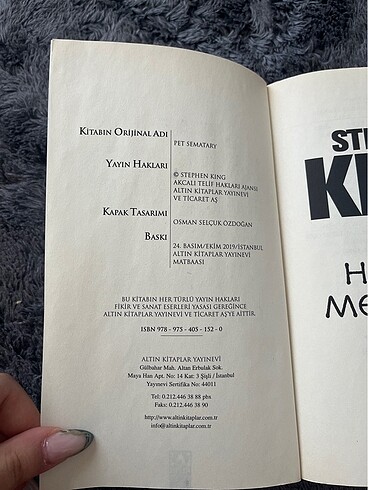 KİTABIN ORİJİNAL ADI
PET SEMATARY
YAYIN HAKLARI
© STEPHEN KING
AKCALI TELİF HAKLARI AJANSI
ALTIN KİTAPLAR YAYINEVİ
VE TİCARET AŞ
KAPAK TASARIMI
OSMAN SELÇUK ÖZDOĞAN
BASKI
24. BASIM/EKİM 2019/İSTANBUL
ALTIN KİTAPLAR YAYINEVİ
MATBAASI
BU KİTABIN HER TÜRLÜ YAYIN HAKLARI
FİKİR VE SANAT ESERLERİ YASASI GEREĞİNCE
ALTIN KİTAPLAR YAYINEVİ VE TİCARET AŞ'YE AİTTİR.
ISBN 978 - 975 - 405 - 152 - 0
ALTIN KİTAPLAR YAYINEVİ
Gülbahar Mah. Altan Erbulak Sok.
Maya Han Apt. No: 14 Kat: 3 Şişli / İstanbul
Yayınevi Sertifika No: 44011
Tel: 0.212.446 38 88 pbx
Faks: 0.212.446 38 90
http://www.altinkitaplar.com.tr
info@altinkitaplar.com.tr
STE
KI
H
ME